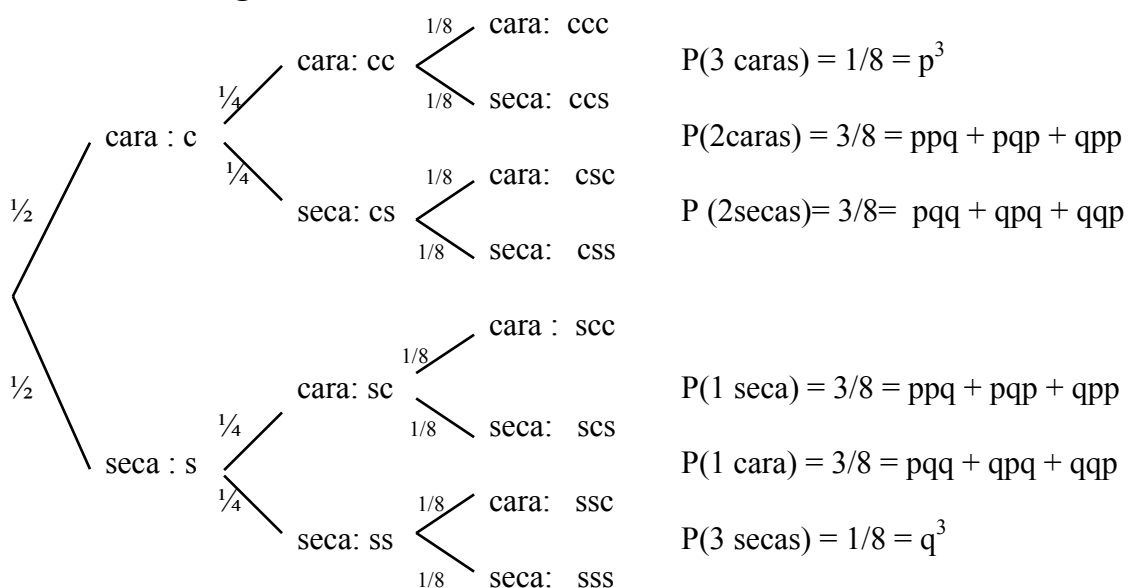 1/8 cara: ccc
cara: cc P(3 caras) = 1/8 = p³
¼ 1/8 seca: ccs
cara : c P(2caras) = 3/8 = ppq + pqp + qpp
¼ 1/8 cara: csc
½ seca: cs P (2secas)= 3/8= pqq + qpq + qqp
1/8 seca: css
cara : scc
1/8
½ cara: sc P(1 seca) = 3/8 = ppq + pqp + qpp
¼ 1/8 seca: scs
seca : s P(1 cara) = 3/8 = pqq + qpq + qqp
¼ 1/8 cara: ssc
seca: ss P(3 secas) = 1/8 = q³
1/8 seca: sss